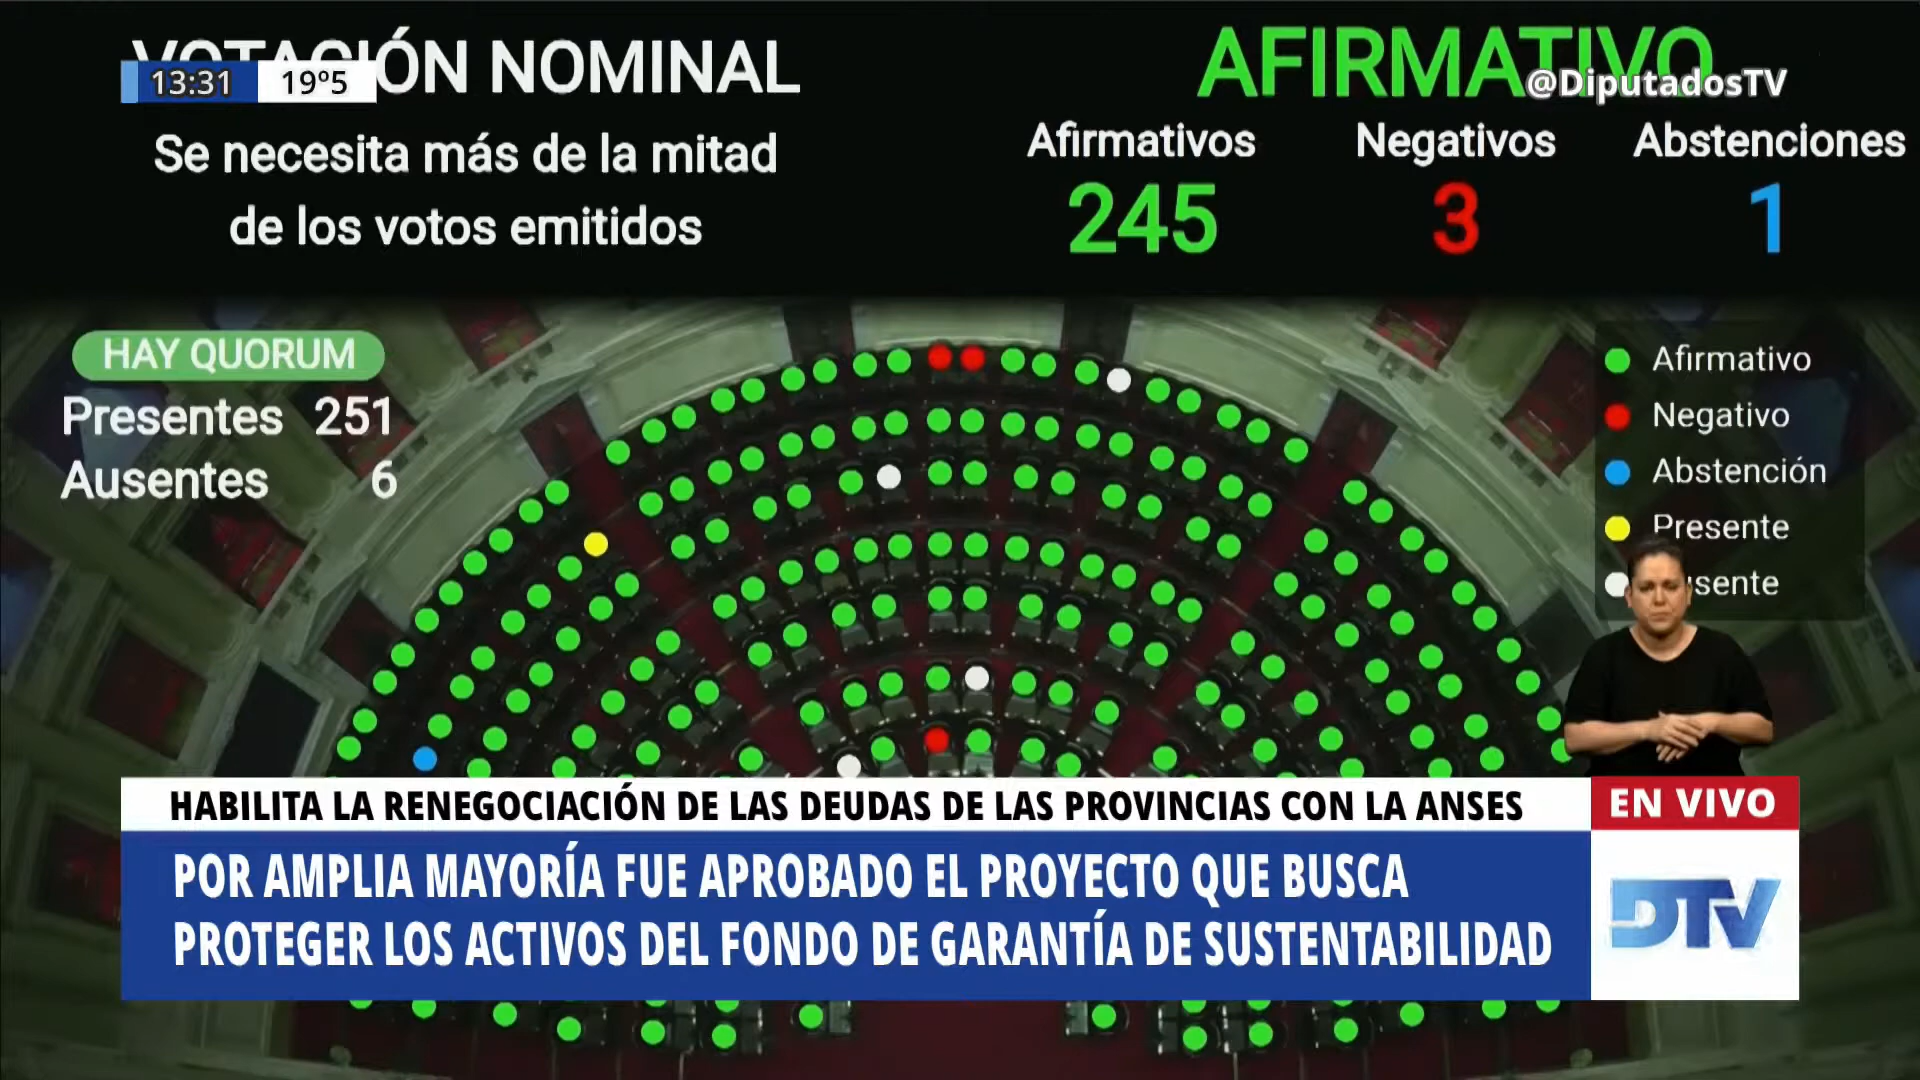 VOTACIÓN NOMINAL
13:31 19º5
Se necesita más de la mitad
de los votos emitidos
AFIRMATIVO
@DiputadosTV
Afirmativos Negativos Abstenciones
245 3 1
HAY QUORUM
Presentes 251
Ausentes 6
Afirmativo
Negativo
Abstención
Presente
usente
HABILITA LA RENEGOCIACIÓN DE LAS DEUDAS DE LAS PROVINCIAS CON LA ANSES
EN VIVO
POR AMPLIA MAYORÍA FUE APROBADO EL PROYECTO QUE BUSCA
PROTEGER LOS ACTIVOS DEL FONDO DE GARANTÍA DE SUSTENTABILIDAD
DTV